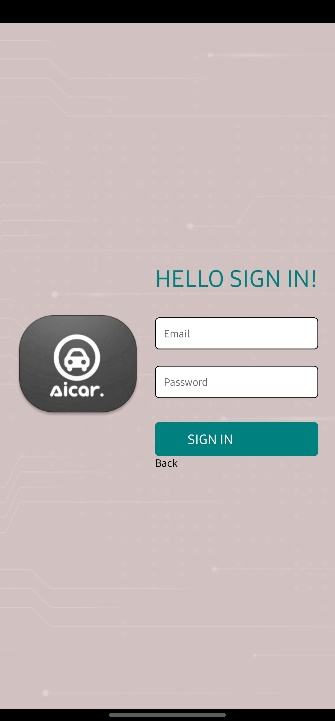 HELLO SIGN IN!
Email
Aicar.
Password
SIGN IN
Back